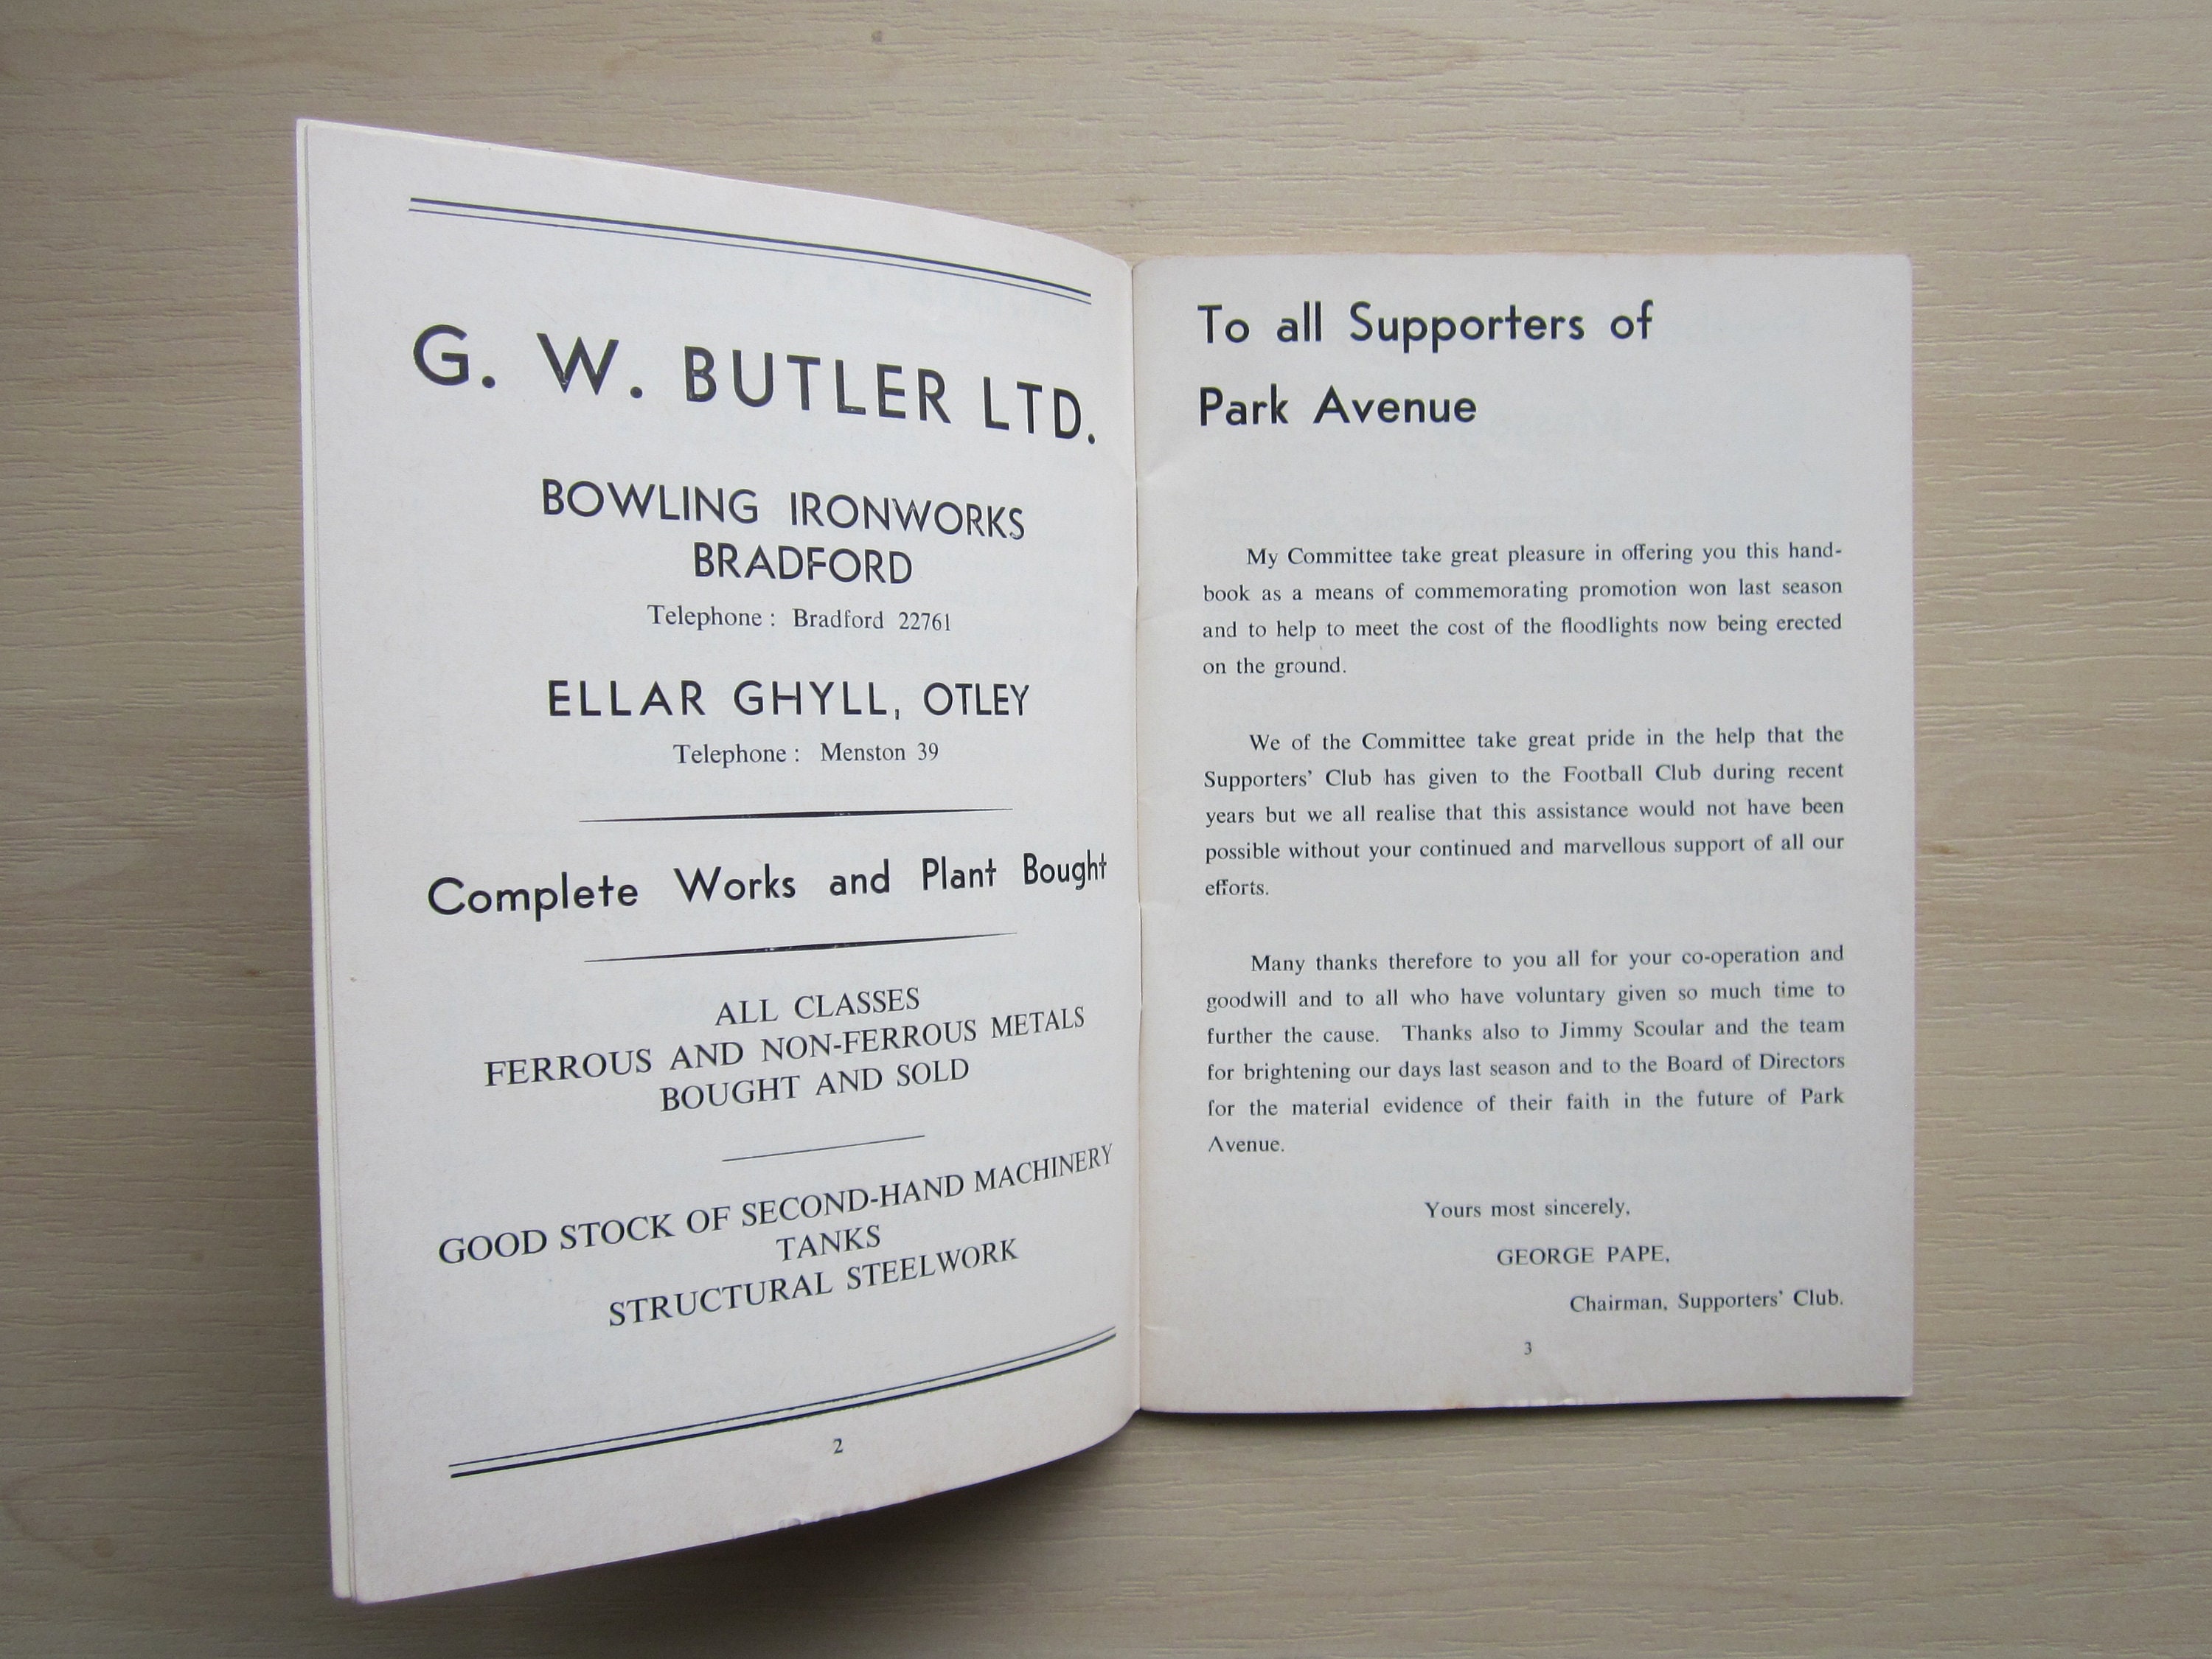 G. W. BUTLER LTD.
BOWLING IRONWORKS
BRADFORD
Telephone : Bradford 22761
ELLAR GHYLL, OTLEY
Telephone : Menston 39
Complete Works and Plant Bought
ALL CLASSES
FERROUS AND NON-FERROUS METALS
BOUGHT AND SOLD
GOOD STOCK OF SECOND-HAND MACHINERY
TANKS
STRUCTURAL STEELWORK
2
To all Supporters of
Park Avenue
My Committee take great pleasure in offering you this hand-
book as a means of commemorating promotion won last season
and to help to meet the cost of the floodlights now being erected
on the ground.
We of the Committee take great pride in the help that the
Supporters' Club has given to the Football Club during recent
years but we all realise that this assistance would not have been
possible without your continued and marvellous support of all our
efforts.
Many thanks therefore to you all for your co-operation and
goodwill and to all who have voluntary given so much time to
further the cause. Thanks also to Jimmy Scoular and the team
for brightening our days last season and to the Board of Directors
for the material evidence of their faith in the future of Park
Avenue.
Yours most sincerely,
GEORGE PAPE,
Chairman, Supporters' Club.
3